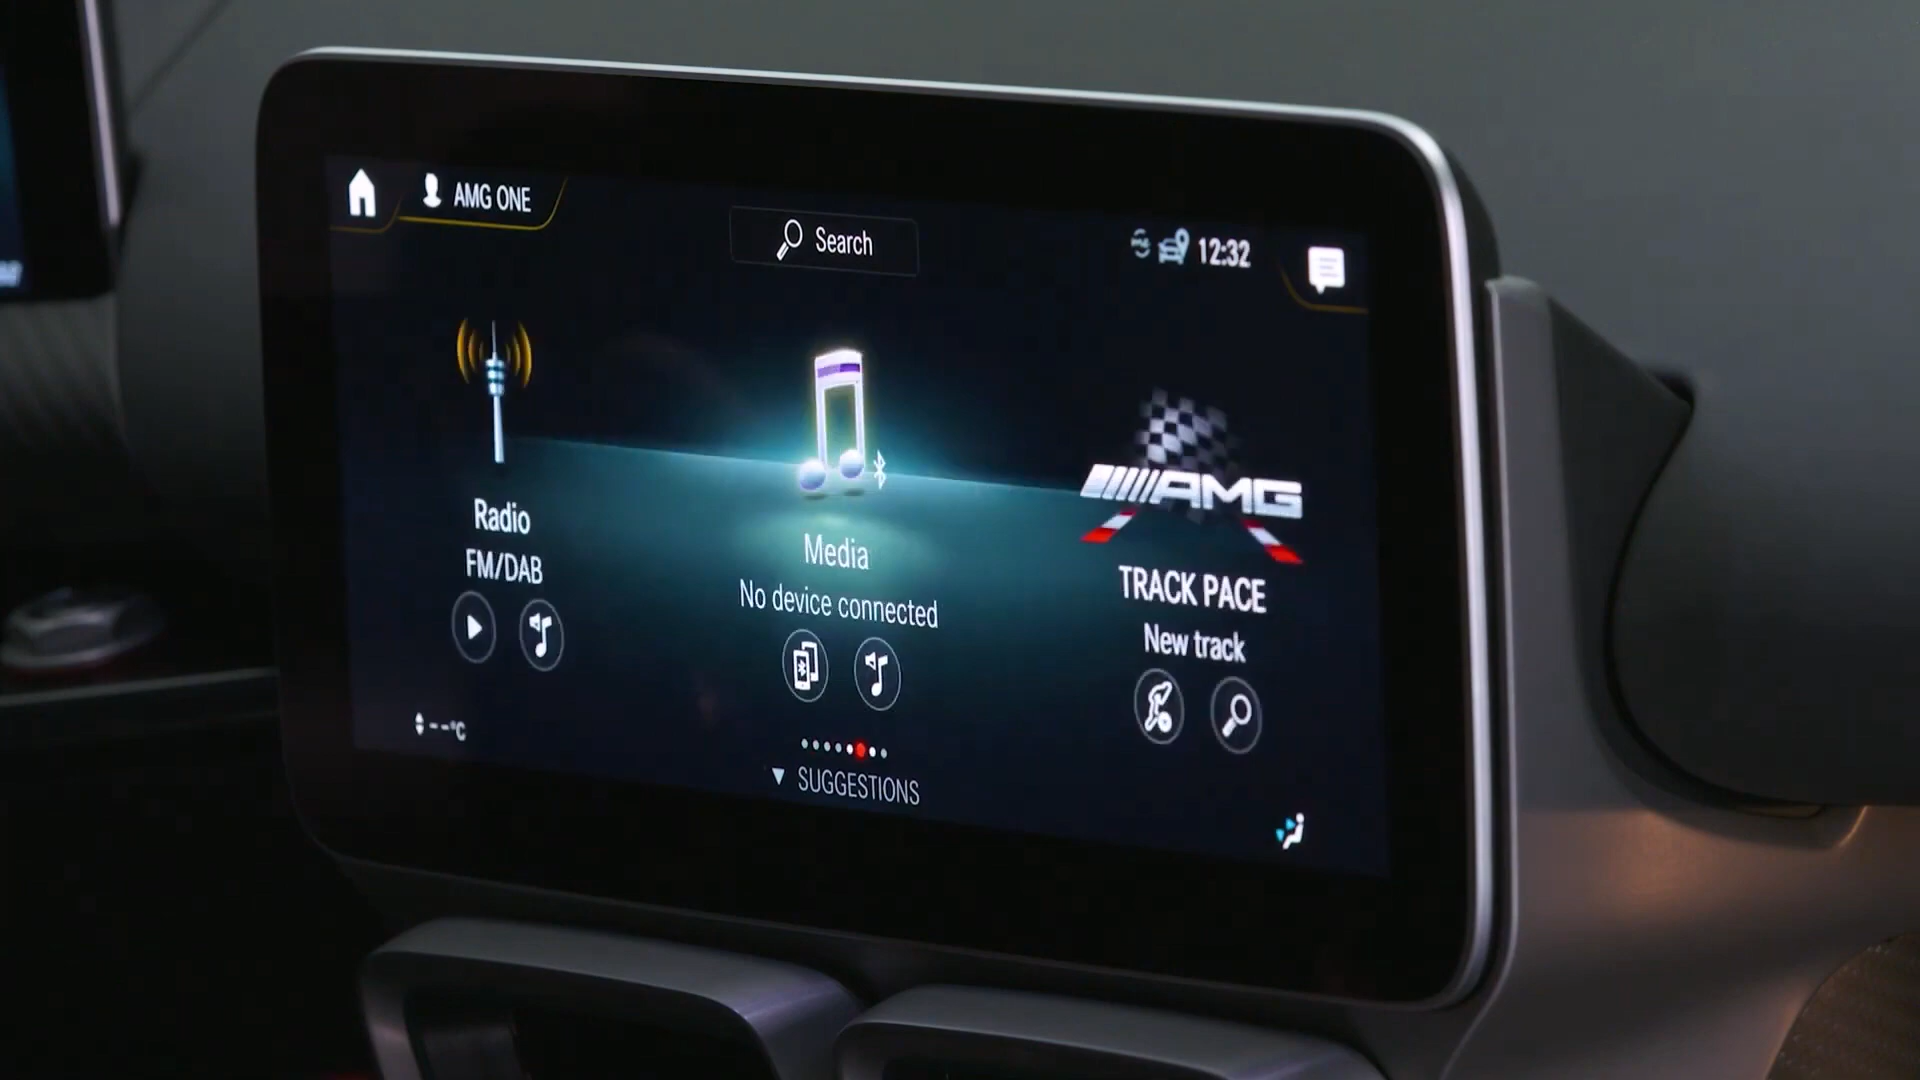 AMG ONE
Search
12:32
Radio
FM/DAB
Media
No device connected
AMG
TRACK PACE
New track
--°C
SUGGESTIONS